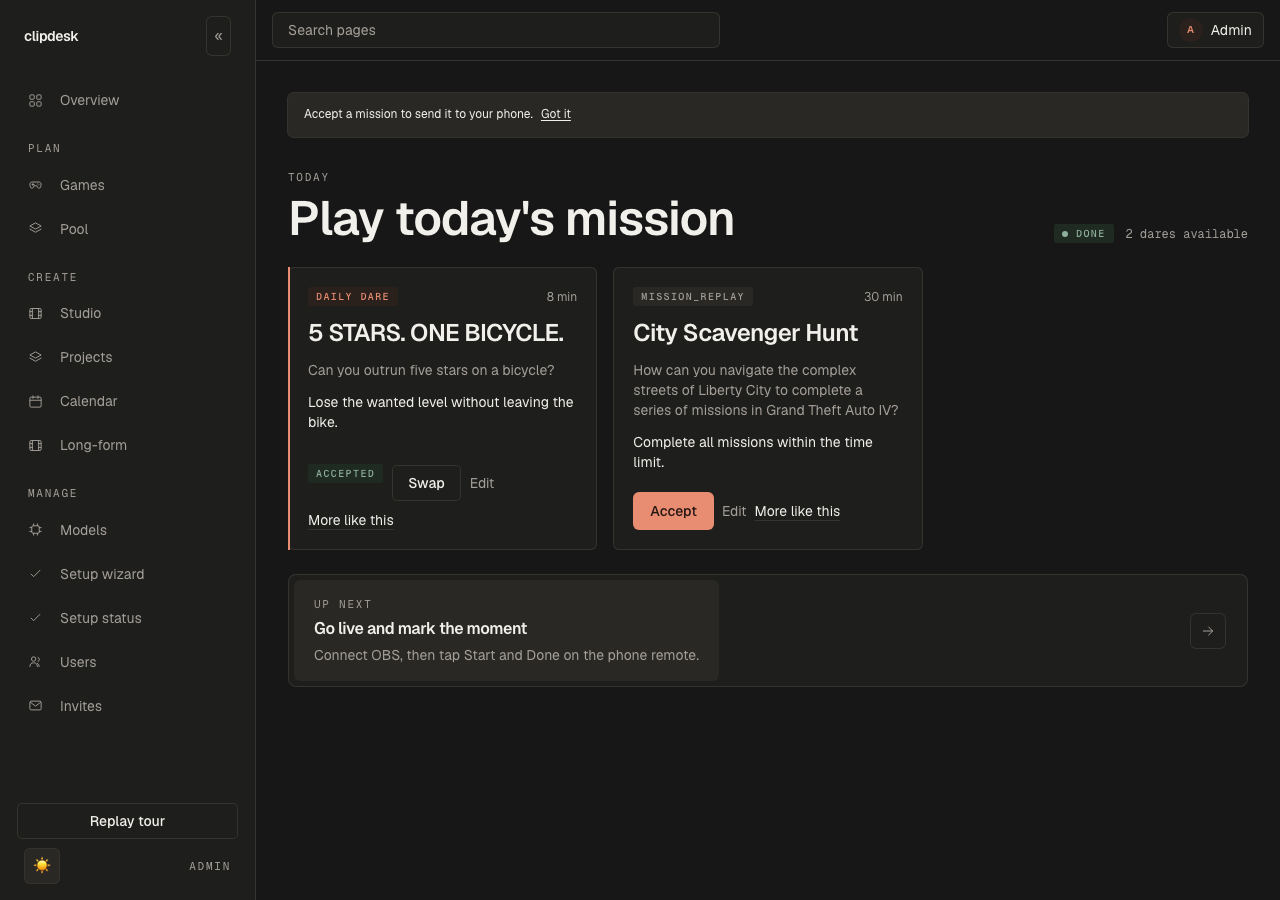 clipdesk
«
Search pages
A
Admin
Overview
PLAN
Games
Pool
CREATE
Studio
Projects
Calendar
Long-form
MANAGE
Models
Setup wizard
Setup status
Users
Invites
Replay tour
ADMIN
Accept a mission to send it to your phone. Got it
TODAY
Play today's mission
DONE 2 dares available
DAILY DARE 8 min
5 STARS. ONE BICYCLE.
Can you outrun five stars on a bicycle?
Lose the wanted level without leaving the
bike.
ACCEPTED Swap Edit
More like this
MISSION_REPLAY 30 min
City Scavenger Hunt
How can you navigate the complex
streets of Liberty City to complete a
series of missions in Grand Theft Auto IV?
Complete all missions within the time
limit.
Accept Edit More like this
UP NEXT
Go live and mark the moment
Connect OBS, then tap Start and Done on the phone remote.